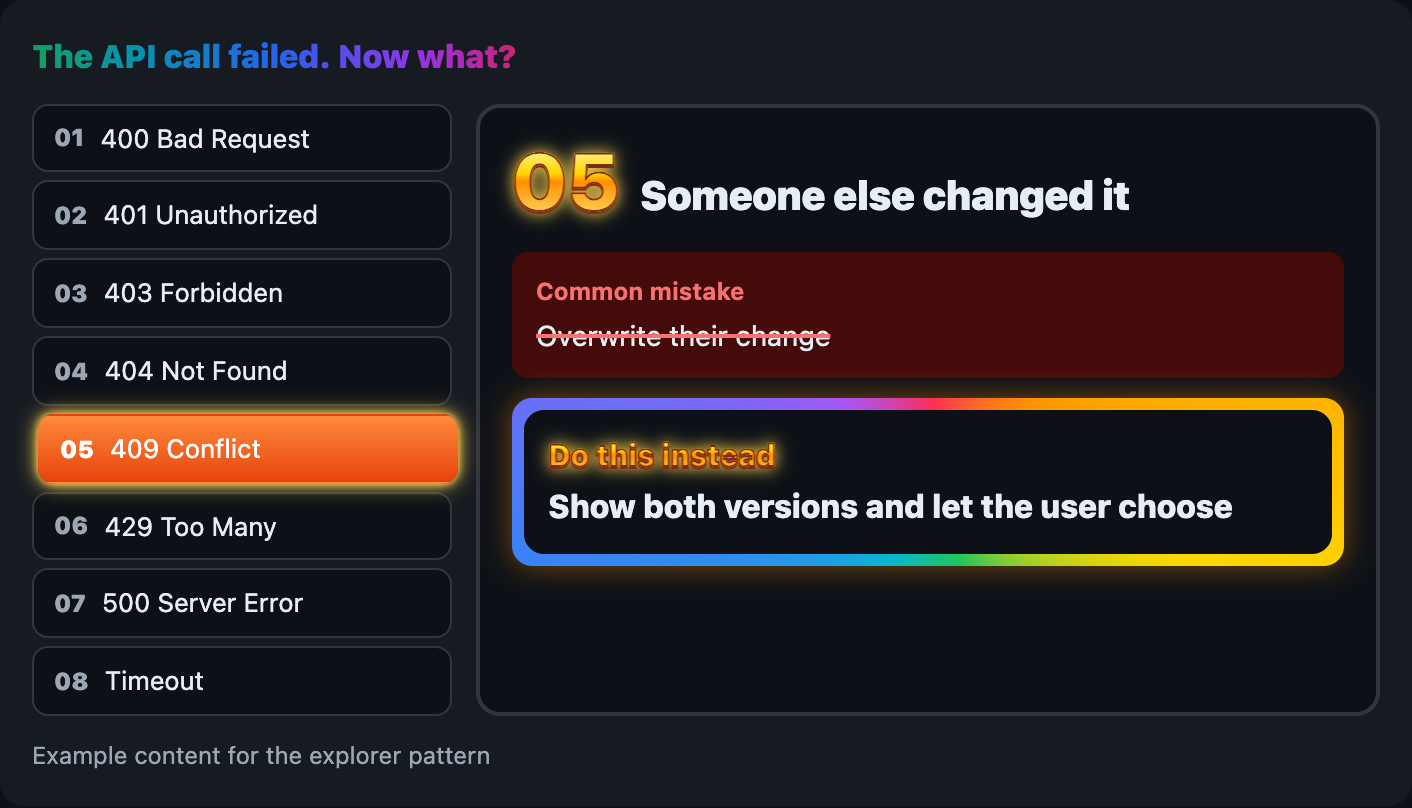 The API call failed. Now what?
01 400 Bad Request
02 401 Unauthorized
03 403 Forbidden
04 404 Not Found
05 409 Conflict
06 429 Too Many
07 500 Server Error
08 Timeout
05 Someone else changed it
Common mistake
Overwrite their change
Do this instead
Show both versions and let the user choose
Example content for the explorer pattern